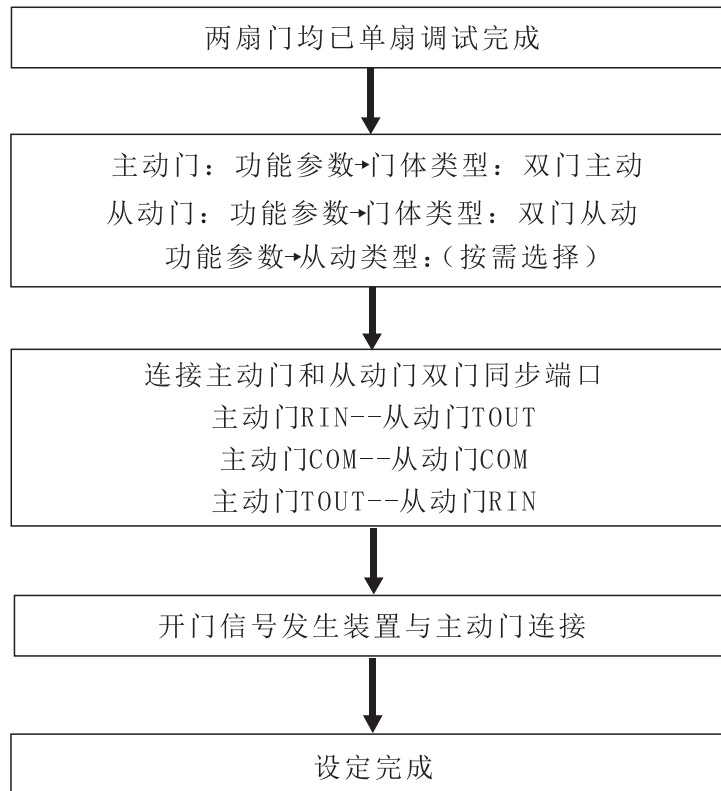 两扇门均已单扇调试完成
主动门：功能参数→门体类型：双门主动
从动门：功能参数→门体类型：双门从动
功能参数→从动类型：（按需选择）
连接主动门和从动门双门同步端口
主动门RIN--从动门TOUT
主动门COM--从动门COM
主动门TOUT--从动门RIN
开门信号发生装置与主动门连接
设定完成